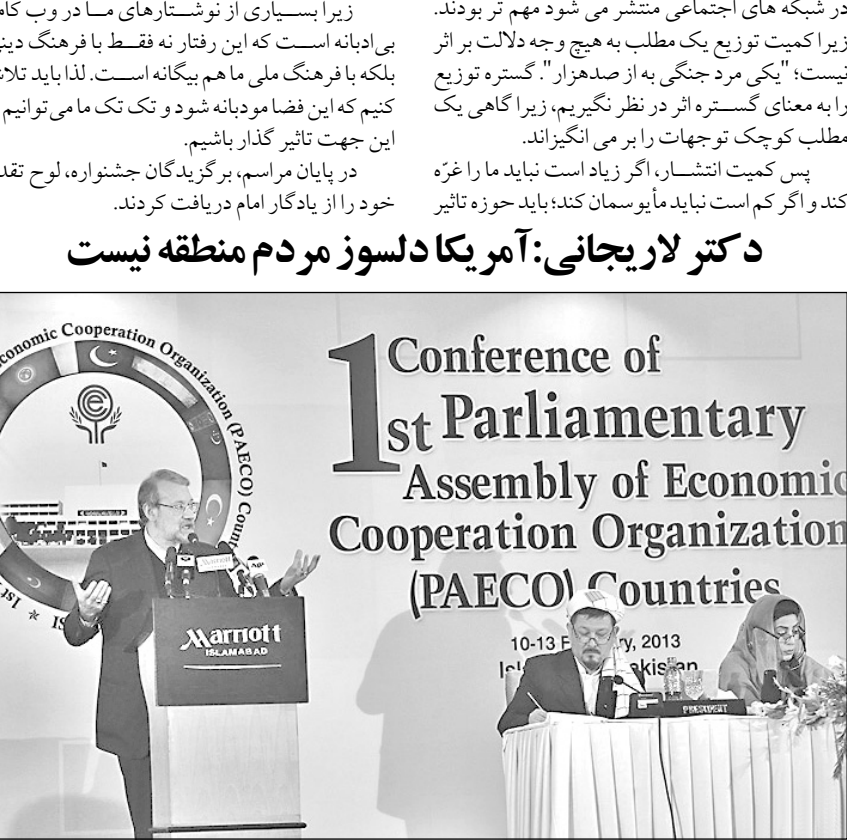 در شبکه های اجتماعی منتشر می شود مهم تر بودند.
زیرا کمیت توزیع یک مطلب به هیچ وجه دلالت بر اثر
نیست؛ "یکی مرد جنگی به از صدهزار". گستره توزیع
را به معنای گستره اثر در نظر نگیریم، زیرا گاهی یک
مطلب کوچک توجهات را بر می انگیزاند.
پس کمیت انتشار، اگر زیاد است نباید ما را غرّه
کند و اگر کم است نباید مأیوسمان کند؛ باید حوزه تاثیر
زیرا بسیاری از نوشتارهای ما در وب
بی‌ادبانه است که این رفتار نه فقط با فرهنگ
بلکه با فرهنگ ملی ما هم بیگانه است. لذا باید
کنیم که این فضا مودبانه شود و تک تک ما می‌توانیم
این جهت تاثیر گذار باشیم.
در پایان مراسم، برگزیدگان جشنواره، لوح
خود را از یادگار امام دریافت کردند.
دکتر لاریجانی:آمریکا دلسوز مردم منطقه نیست
Economic Cooperation Organization (PAECO)
1st
Conference of
Parliamentary
Assembly of Economic
Cooperation Organization
(PAECO) Countries
10-13 February, 2013
Marriott
ISLAMABAD
Marriott
PRESIDENT